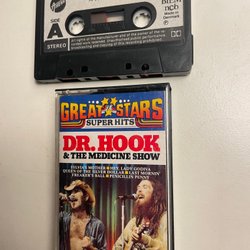 SIDE
A
STEREO
BIEM
ncb
Made in
Denmark
GREAT STARS
SUPER HITS
DR. HOOK
& THE MEDICINE SHOW
SYLVIA'S MOTHER • HEY, LADY GODIVA
QUEEN OF THE SILVER DOLLAR • LAST MORNIN'
FREAKER'S BALL • PENICILLIN PENNY